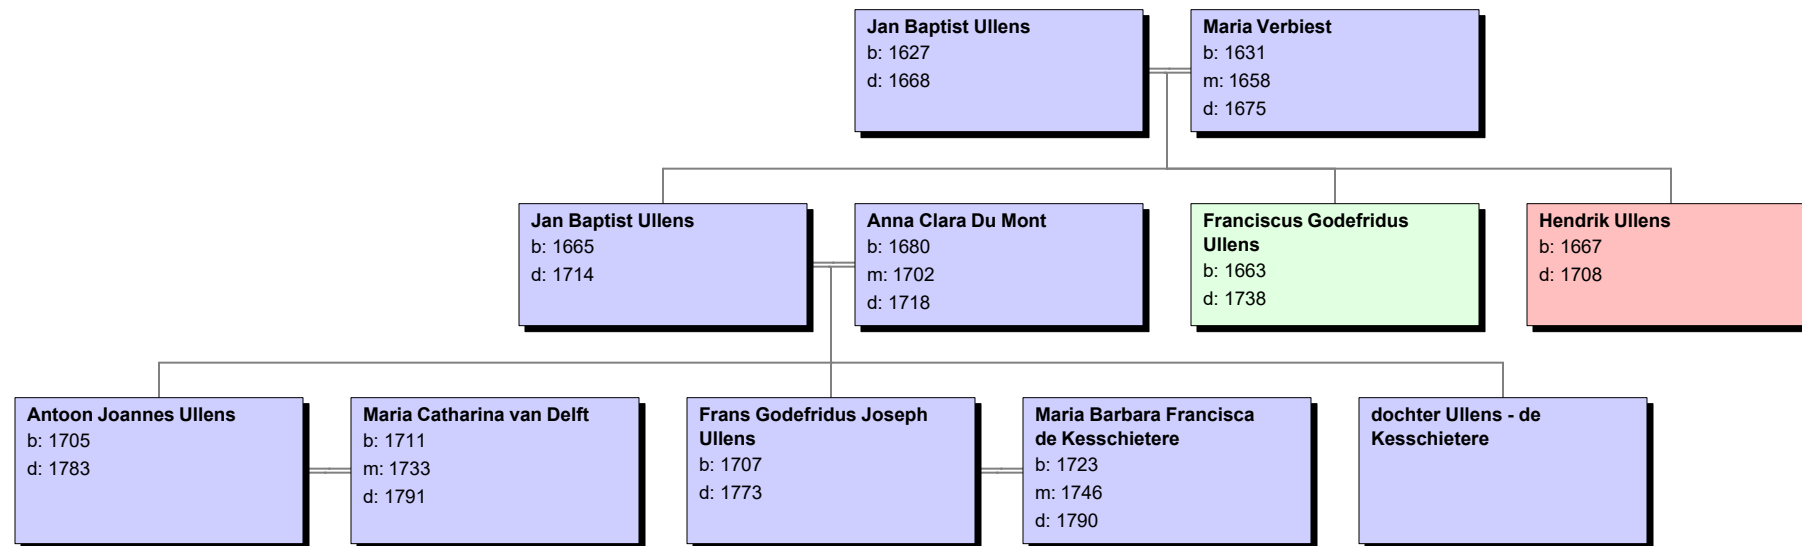 Jan Baptist Ullens
b: 1627
d: 1668
Maria Verbiest
b: 1631
m: 1658
d: 1675
Jan Baptist Ullens
b: 1665
d: 1714
Anna Clara Du Mont
b: 1680
m: 1702
d: 1718
Franciscus Godefridus
Ullens
b: 1663
d: 1738
Hendrik Ullens
b: 1667
d: 1708
Antoon Joannes Ullens
b: 1705
d: 1783
Maria Catharina van Delft
b: 1711
m: 1733
d: 1791
Frans Godefridus Joseph
Ullens
b: 1707
d: 1773
Maria Barbara Francisca
de Kesschietere
b: 1723
m: 1746
d: 1790
dochter Ullens - de
Kesschietere